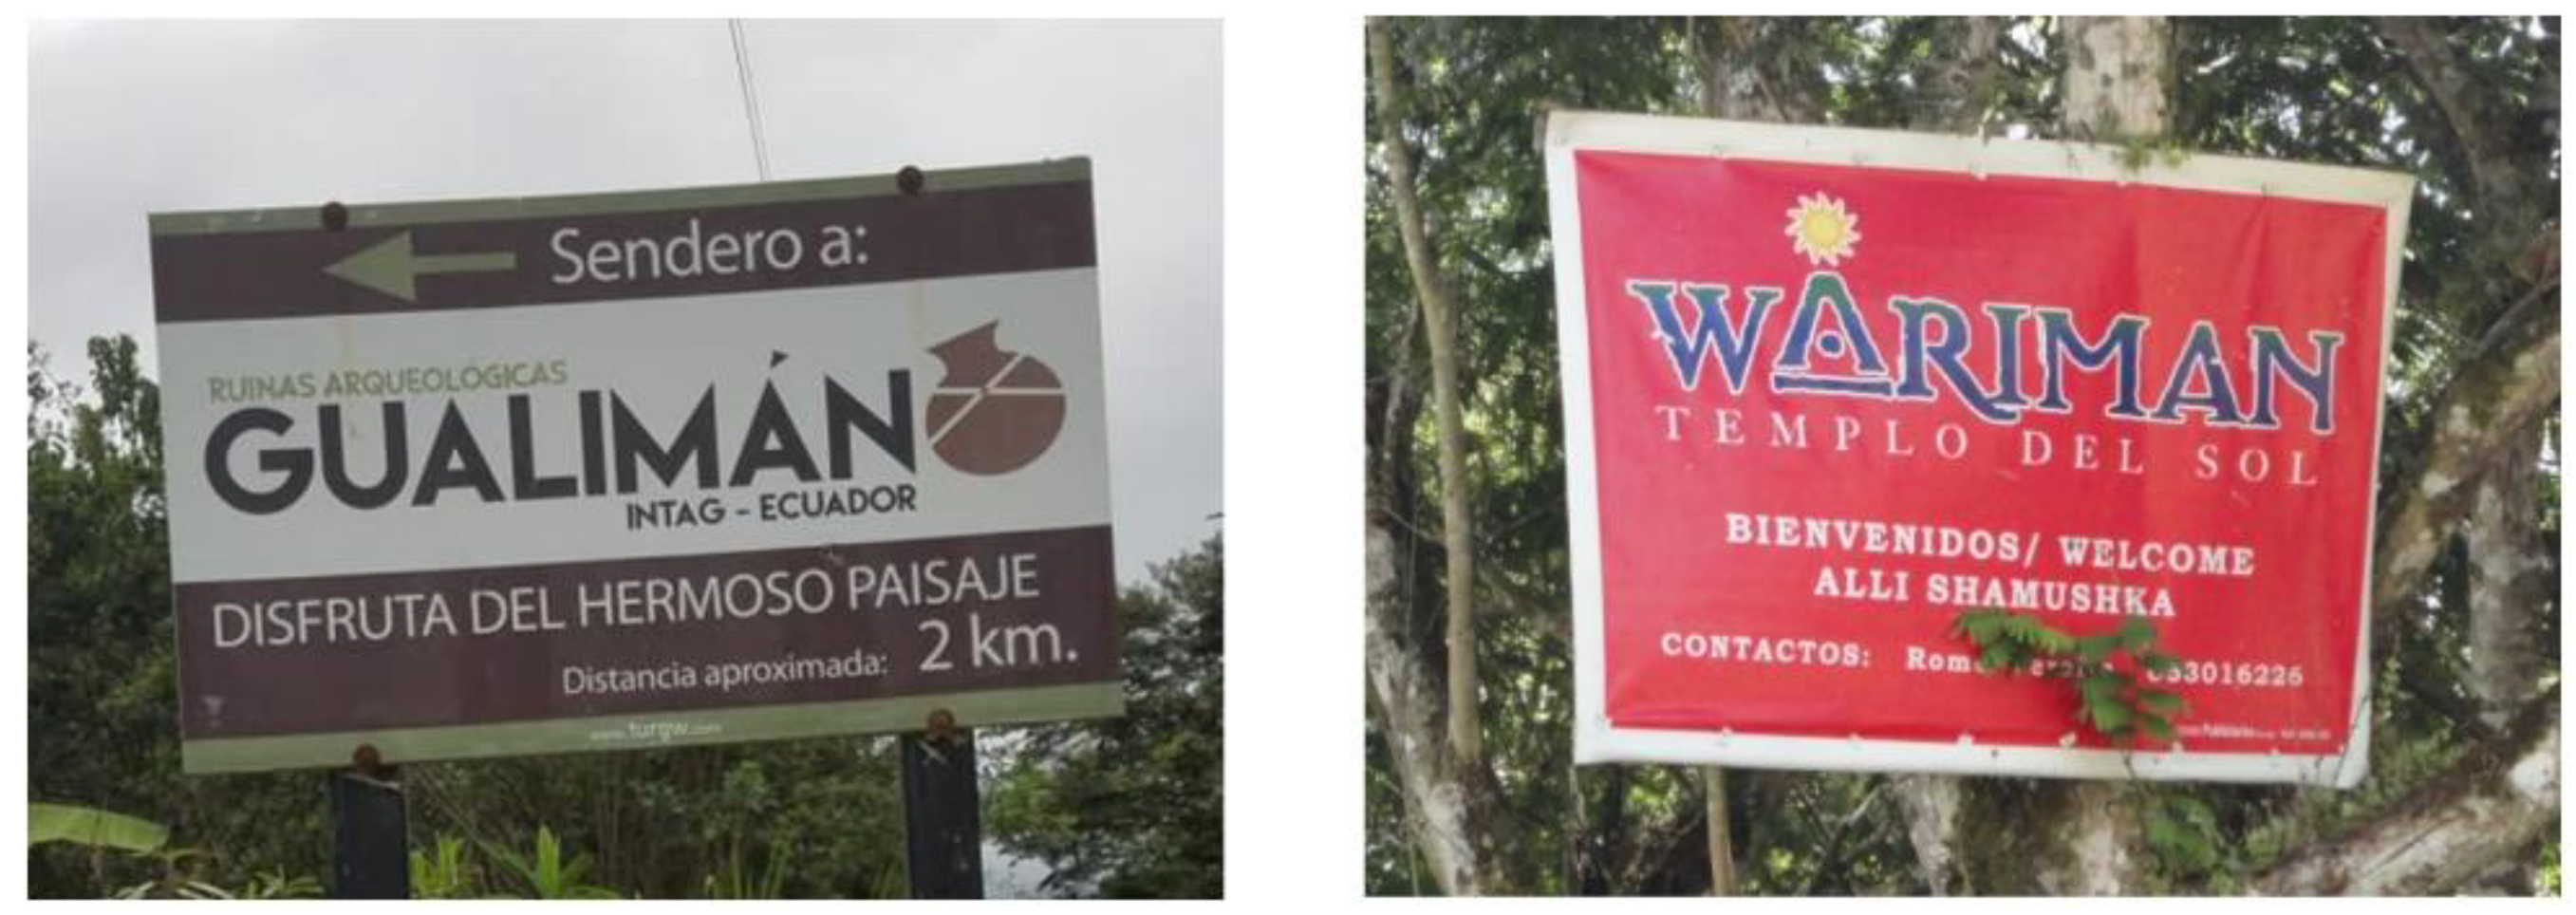 Sendero a:
RUINAS ARQUEOLÓGICAS
GUALIMÁN
INTAG - ECUADOR
DISFRUTA DEL HERMOSO PAISAJE
Distancia aproximada: 2 km.
WARIMAN
TEMPLO DEL SOL
BIENVENIDOS/ WELCOME
ALLI SHAMUSHKA
CONTACTOS: